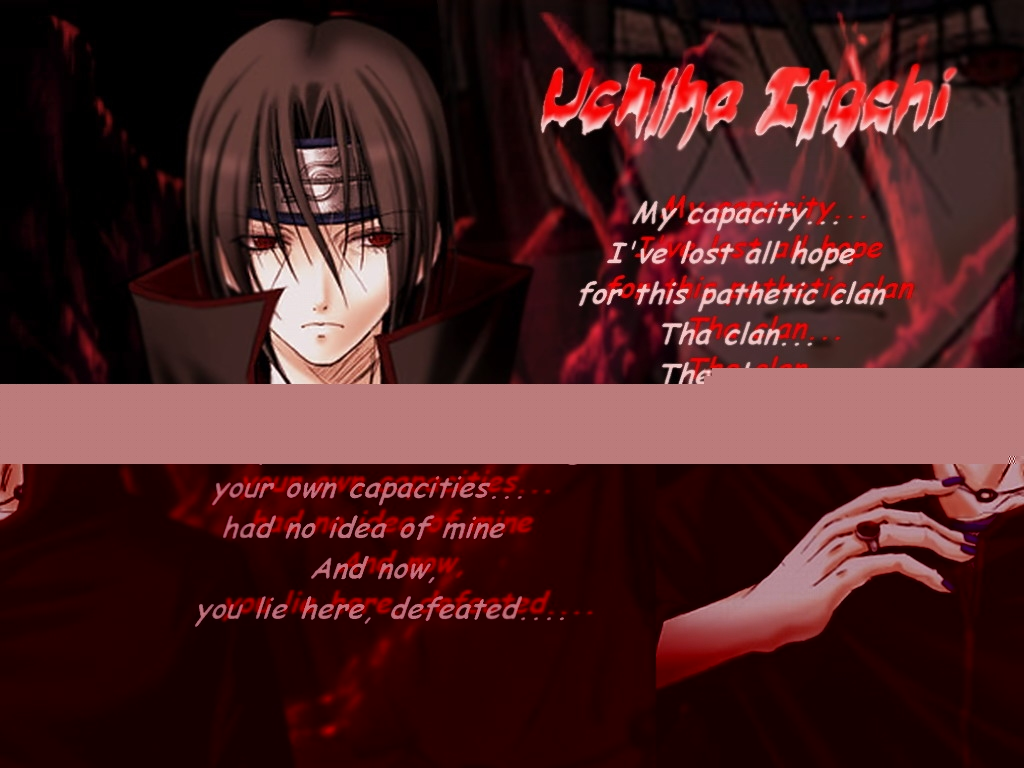 Uchiha Itachi
My capacity...
I've lost all hope
for this pathetic clan
Tha clan...
The
your own capacities...
had no idea of mine
And now,
you lie here, defeated....